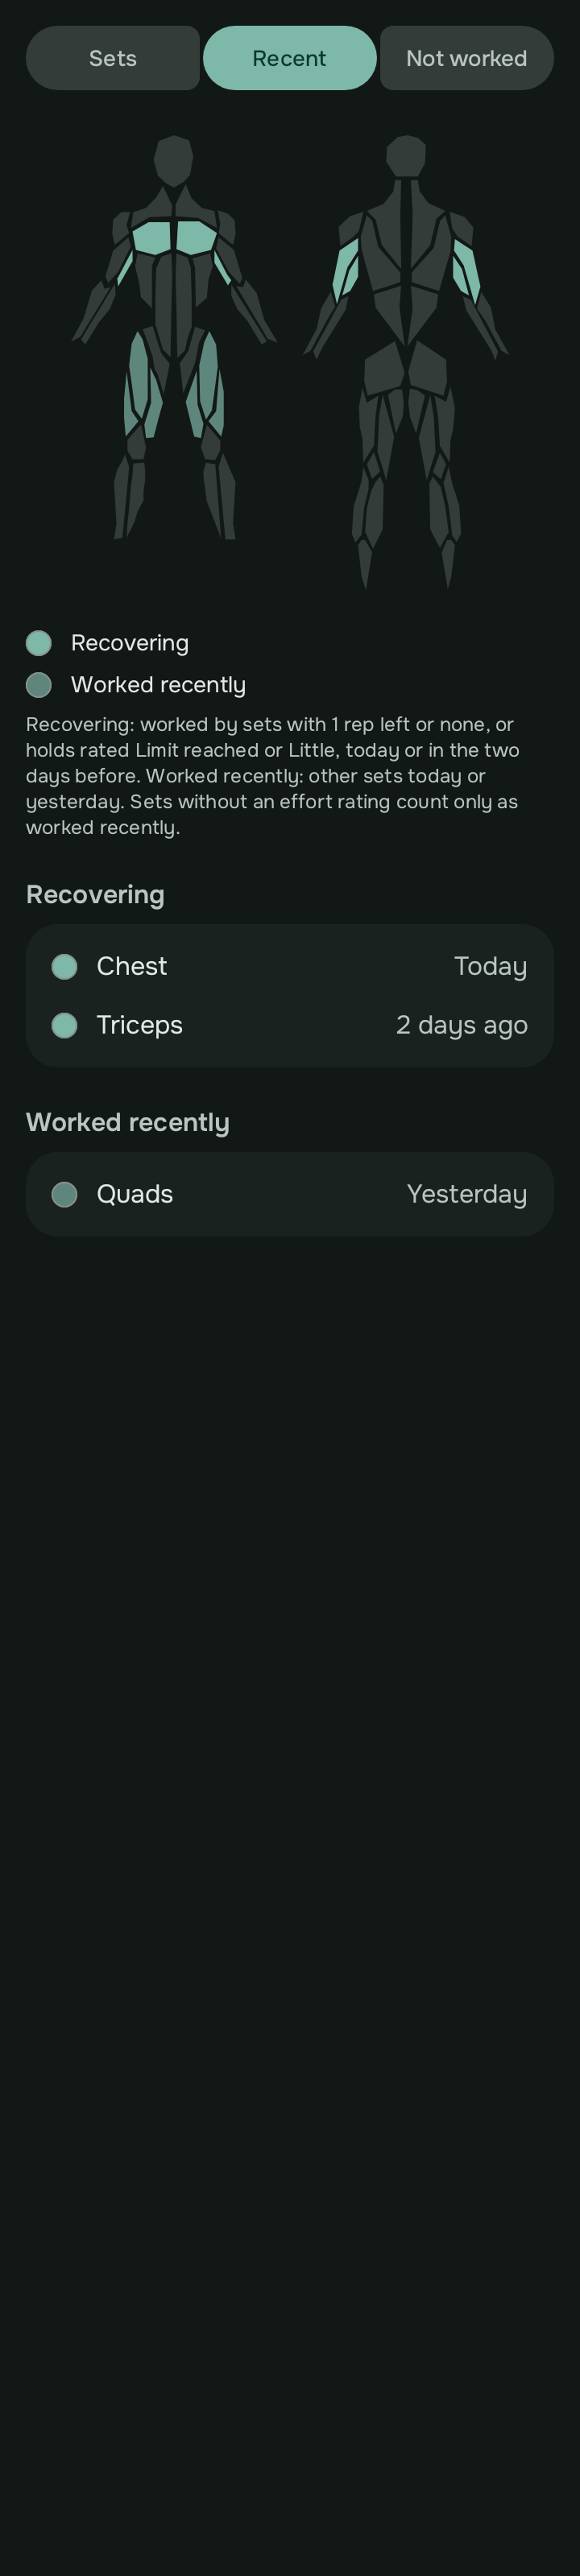 Sets
Recent
Not worked
Recovering
Worked recently
Recovering: worked by sets with 1 rep left or none, or
holds rated Limit reached or Little, today or in the two
days before. Worked recently: other sets today or
yesterday. Sets without an effort rating count only as
worked recently.
Recovering
Chest Today
Triceps 2 days ago
Worked recently
Quads Yesterday